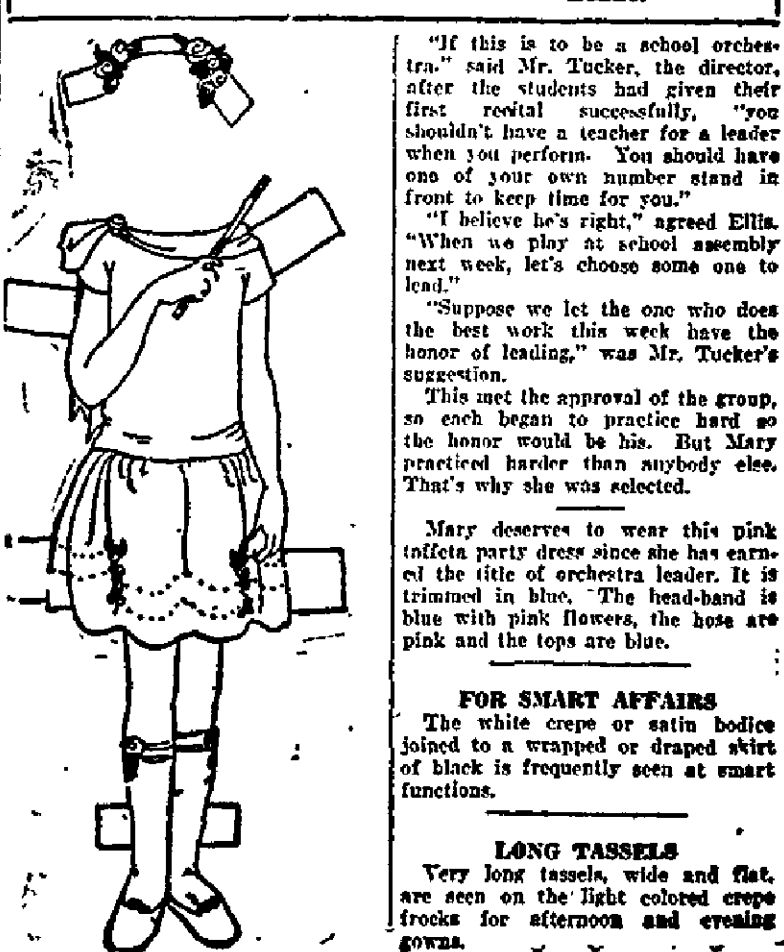 "If this is to be a school orches-
tra." said Mr. Tucker, the director,
after the students had given their
first recital successfully, "you
shouldn't have a teacher for a leader
when you perform. You should have
one of your own number stand in
front to keep time for you."
"I believe he's right," agreed Ellis.
"When we play at school assembly
next week, let's choose some one to
lead."
"Suppose we let the one who does
the best work this week have the
honor of leading," was Mr. Tucker's
suggestion.
This met the approval of the group,
so each began to practice hard so
the honor would be his. But Mary
practiced harder than anybody else.
That's why she was selected.
Mary deserves to wear this pink
taffeta party dress since she has earn-
ed the title of orchestra leader. It is
trimmed in blue. The head-band is
blue with pink flowers, the hose are
pink and the tops are blue.
FOR SMART AFFAIRS
The white crepe or satin bodice
joined to a wrapped or draped skirt
of black is frequently seen at smart
functions.
LONG TASSELS
Very long tassels, wide and flat,
are seen on the light colored crepe
frocks for afternoon and evening
gowns.